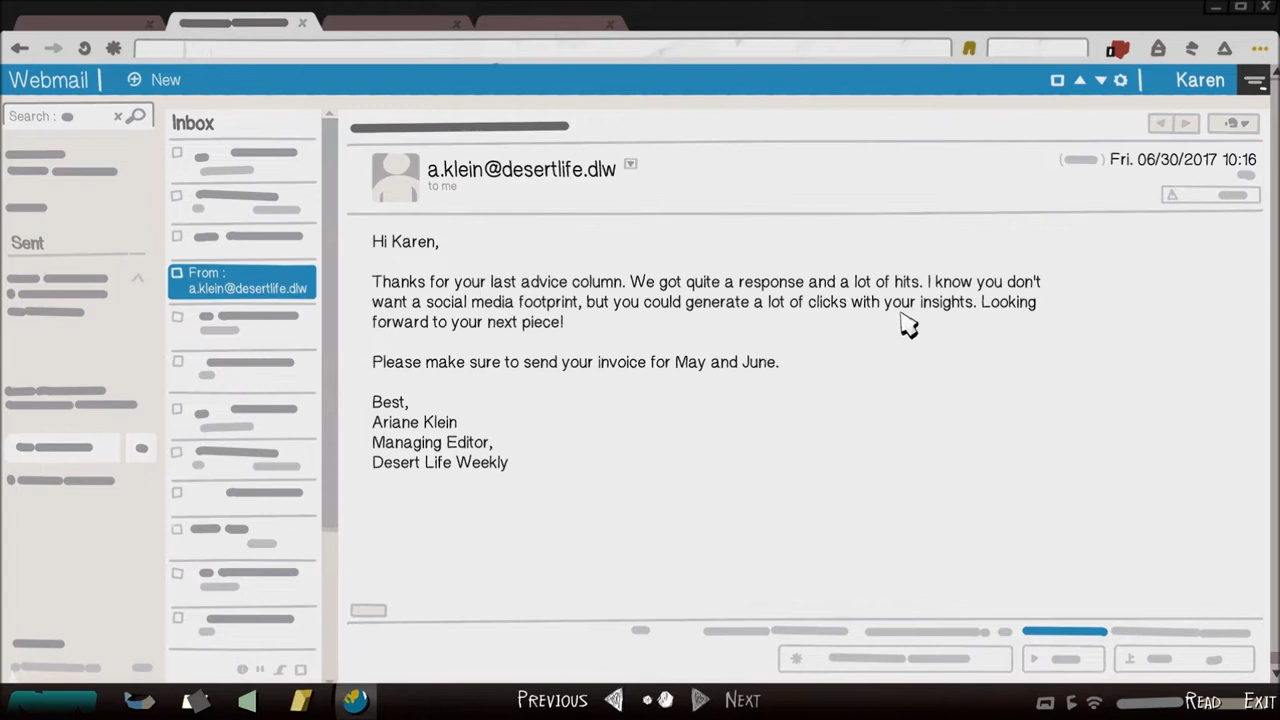 Webmail
New
Karen
Search :
Inbox
a.klein@desertlife.dlw
to me
Fri. 06/30/2017 10:16
Sent
From :
a.klein@desertlife.dlw
Hi Karen,
Thanks for your last advice column. We got quite a response and a lot of hits. I know you don't
want a social media footprint, but you could generate a lot of clicks with your insights. Looking
forward to your next piece!
Please make sure to send your invoice for May and June.
Best,
Ariane Klein
Managing Editor,
Desert Life Weekly
Previous
Next
Read
Exit